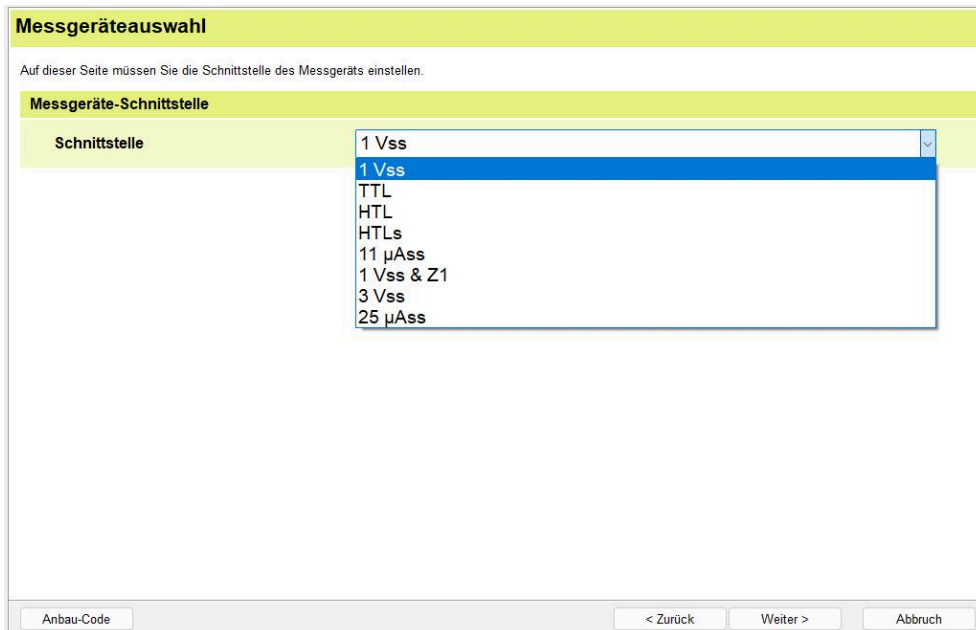 Messgeräteauswahl
Auf dieser Seite müssen Sie die Schnittstelle des Messgeräts einstellen.
Messgeräte-Schnittstelle
Schnittstelle
1 Vss
1 Vss
TTL
HTL
HTLs
11 µAss
1 Vss & Z1
3 Vss
25 µAss
Anbau-Code
< Zurück
Weiter >
Abbruch